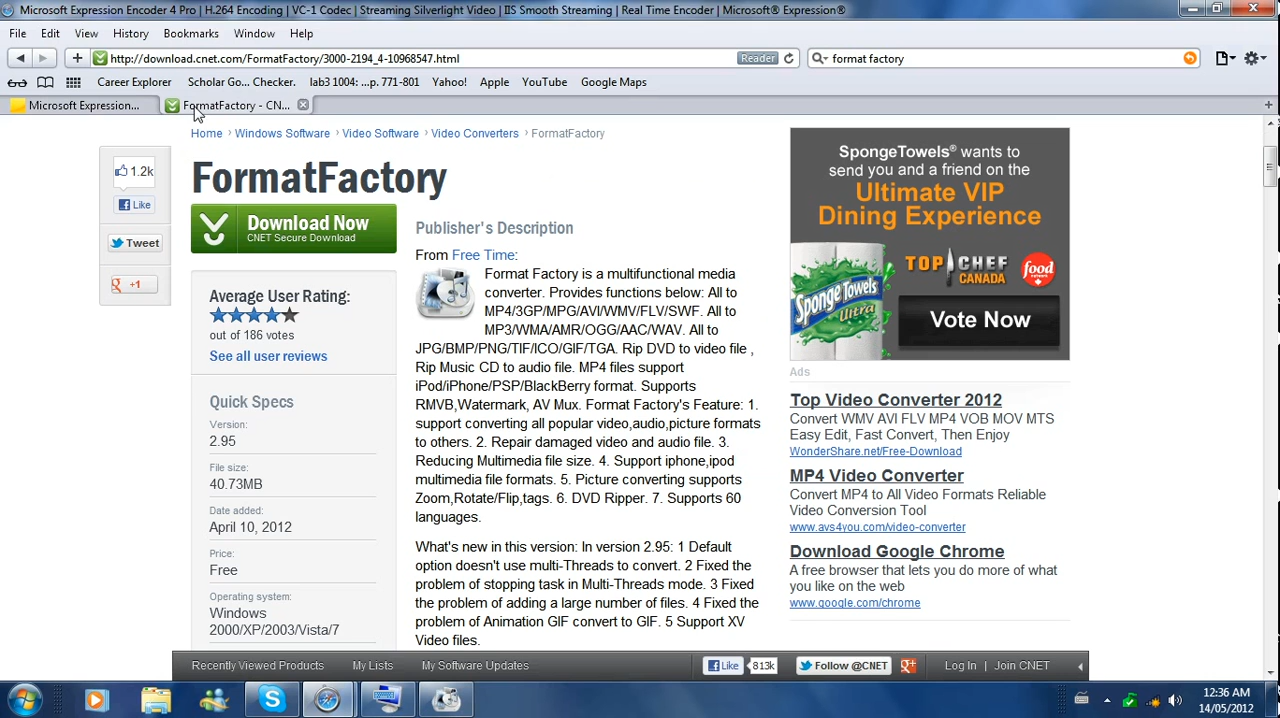 Microsoft Expression Encoder 4 Pro | H.264 Encoding | VC-1 Codec | Streaming Silverlight Video | IIS Smooth Streaming | Real Time Encoder | Microsoft® Expression®
File Edit View History Bookmarks Window Help
http://download.cnet.com/FormatFactory/3000-2194_4-10968547.html Reader format factory
Career Explorer Scholar Go... Checker. lab3 1004: ...p. 771-801 Yahoo! Apple YouTube Google Maps
Microsoft Expression... FormatFactory - CN...
Home › Windows Software › Video Software › Video Converters › FormatFactory
1.2k
Like
Tweet
+1
FormatFactory
Download Now
CNET Secure Download
Average User Rating:
out of 186 votes
See all user reviews
Quick Specs
Version:
2.95
File size:
40.73MB
Date added:
April 10, 2012
Price:
Free
Operating system:
Windows
2000/XP/2003/Vista/7
Publisher's Description
From Free Time:
Format Factory is a multifunctional media
converter. Provides functions below: All to
MP4/3GP/MPG/AVI/WMV/FLV/SWF. All to
MP3/WMA/AMR/OGG/AAC/WAV. All to
JPG/BMP/PNG/TIF/ICO/GIF/TGA. Rip DVD to video file ,
Rip Music CD to audio file. MP4 files support
iPod/iPhone/PSP/BlackBerry format. Supports
RMVB,Watermark, AV Mux. Format Factory's Feature: 1.
support converting all popular video,audio,picture formats
to others. 2. Repair damaged video and audio file. 3.
Reducing Multimedia file size. 4. Support iphone,ipod
multimedia file formats. 5. Picture converting supports
Zoom,Rotate/Flip,tags. 6. DVD Ripper. 7. Supports 60
languages.
What's new in this version: In version 2.95: 1 Default
option doesn't use multi-Threads to convert. 2 Fixed the
problem of stopping task in Multi-Threads mode. 3 Fixed
the problem of adding a large number of files. 4 Fixed the
problem of Animation GIF convert to GIF. 5 Support XV
Video files.
SpongeTowels® wants to
send you and a friend on the
Ultimate VIP
Dining Experience
TOP CHEF
CANADA
food
network
Sponge Towels
Ultra
Vote Now
Ads
Top Video Converter 2012
Convert WMV AVI FLV MP4 VOB MOV MTS
Easy Edit, Fast Convert, Then Enjoy
WonderShare.net/Free-Download
MP4 Video Converter
Convert MP4 to All Video Formats Reliable
Video Conversion Tool
www.avs4you.com/video-converter
Download Google Chrome
A free browser that lets you do more of what
you like on the web
www.google.com/chrome
Recently Viewed Products My Lists My Software Updates Like 813k Follow @CNET Log In | Join CNET
12:36 AM
14/05/2012